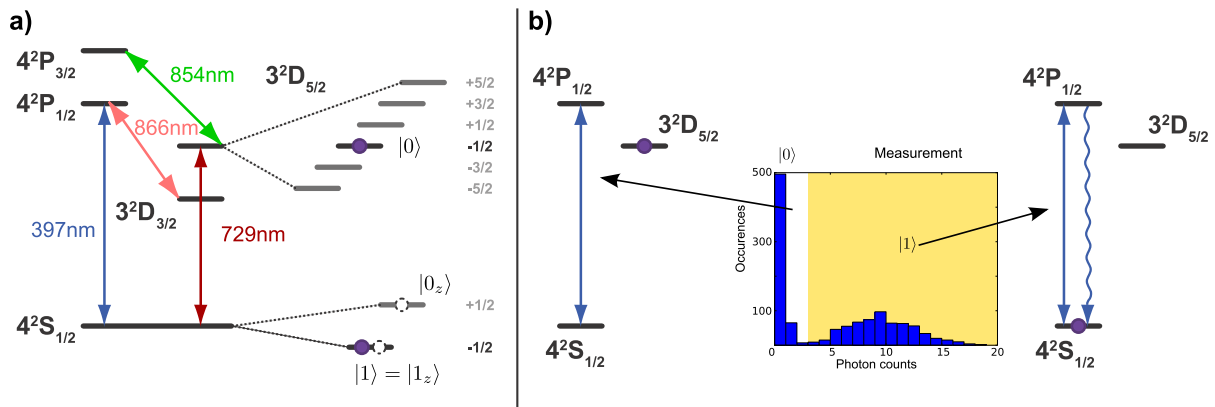 a)
4²P3/2
854nm
3²D5/2
+5/2
4²P1/2
+3/2
866nm
+1/2
|0⟩
-1/2
-3/2
-5/2
3²D3/2
397nm
729nm
|0z⟩
+1/2
4²S1/2
-1/2
|1⟩ = |1z⟩
b)
4²P1/2
3²D5/2
4²S1/2
|0⟩
Measurement
500
300
100
Occurences
|1⟩
0
5
10
15
20
Photon counts
4²P1/2
3²D5/2
4²S1/2